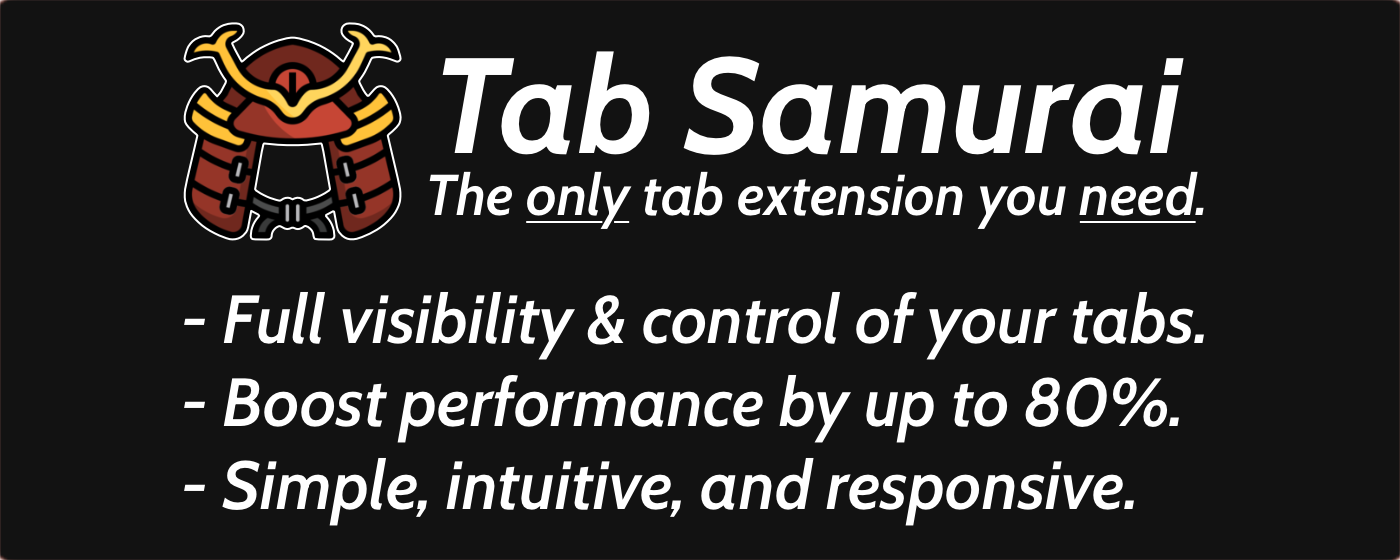 Tab Samurai
The only tab extension you need.
- Full visibility & control of your tabs.
- Boost performance by up to 80%.
- Simple, intuitive, and responsive.